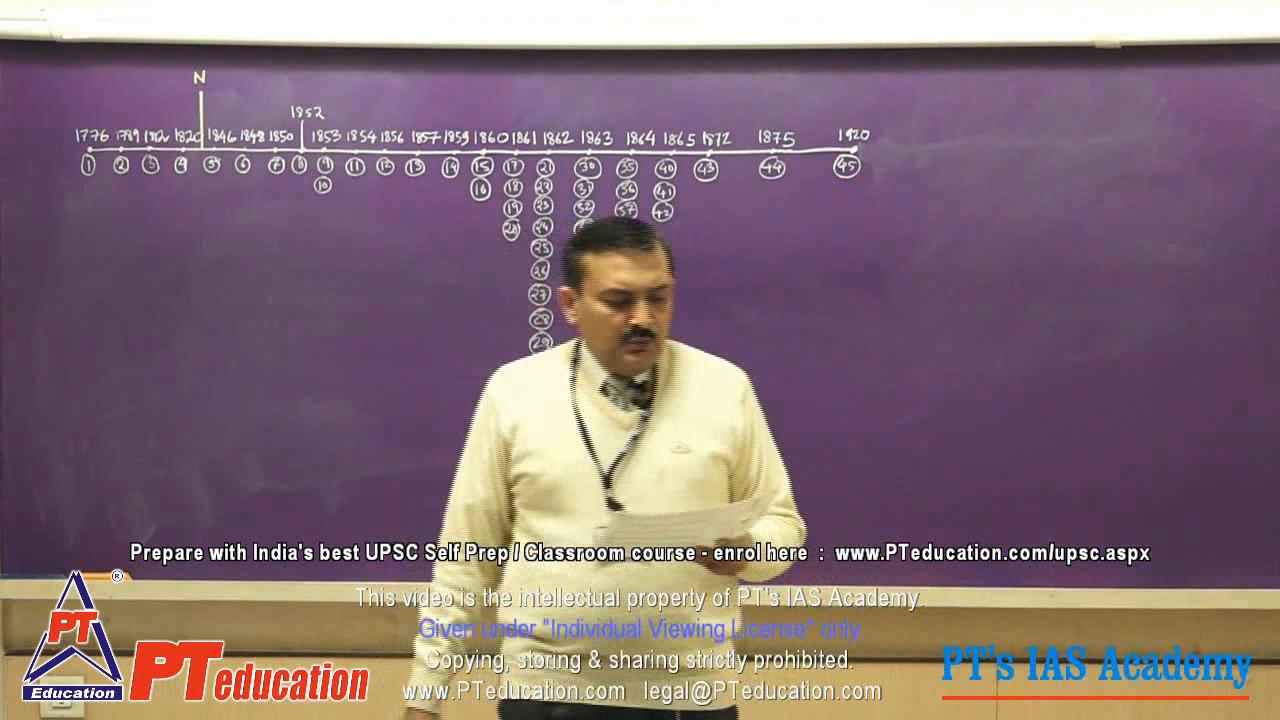 N
1852
1776 1789 1820 1846 1848 1850 1853 1854 1856 1857 1859 1860 1861 1862 1863 1864 1865 1872 1875 1920
1 2 3 4 5 6 7 8 9 11 12 13 14 15 17 21 30 35 40 43 44 45
10 16 18 22 31 36 41
19 23 32 37 42
20 24
25
26
27
28
29
Prepare with India's best UPSC Self Prep / Classroom course - enrol here : www.PTeducation.com/upsc.aspx
This video is the intellectual property of PT's IAS Academy.
Given under "Individual Viewing License" only
Copying, storing & sharing strictly prohibited.
www.PTeducation.com legal@PTeducation.com
PT
Education
®
PT education
PT's IAS Academy